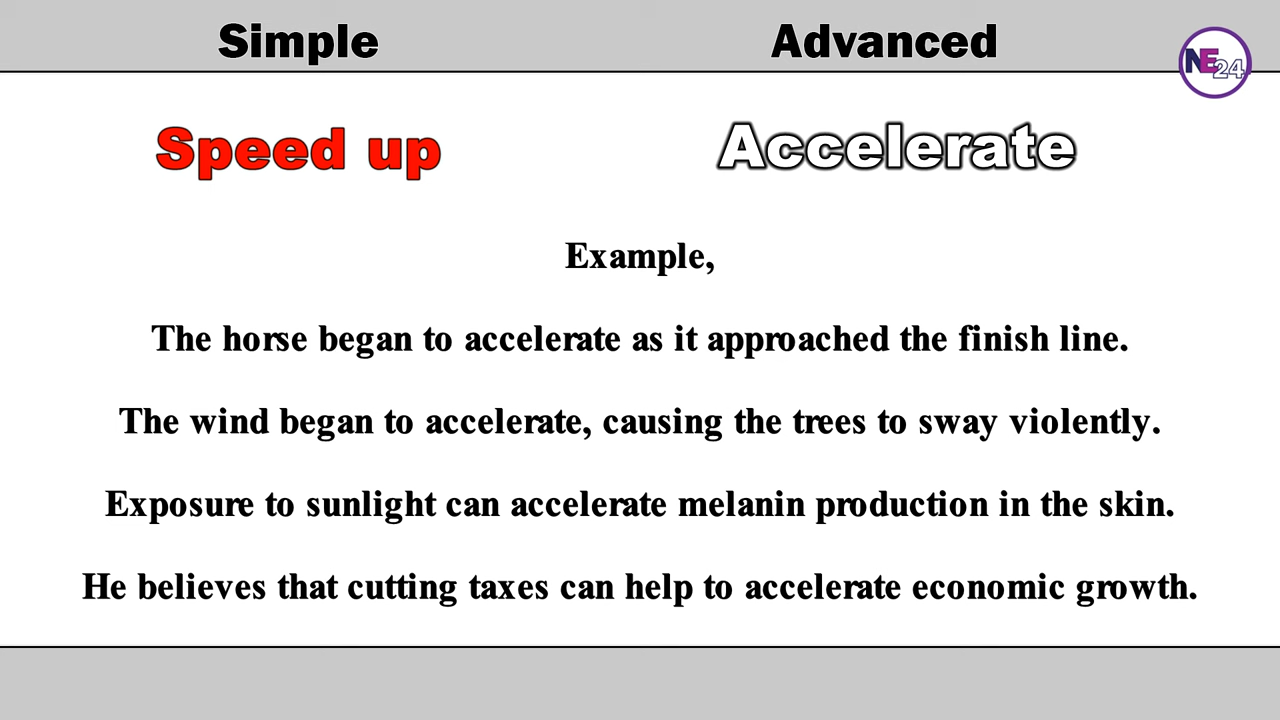 Simple Advanced
NE24
Speed up Accelerate
Example,
The horse began to accelerate as it approached the finish line.
The wind began to accelerate, causing the trees to sway violently.
Exposure to sunlight can accelerate melanin production in the skin.
He believes that cutting taxes can help to accelerate economic growth.